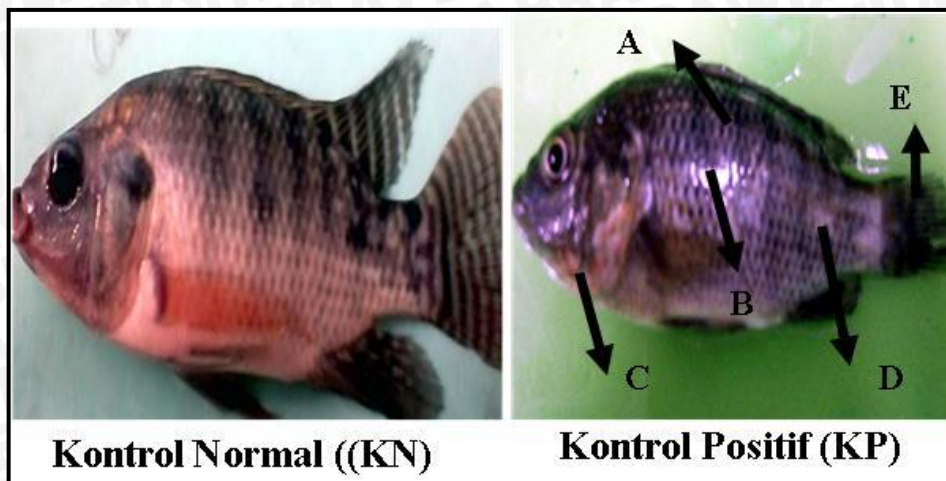 A
E
B
C
D
Kontrol Normal ((KN)
Kontrol Positif (KP)